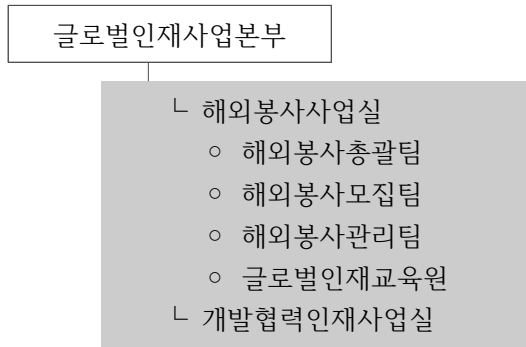 글로벌인재사업본부
└ 해외봉사사업실
○ 해외봉사총괄팀
○ 해외봉사모집팀
○ 해외봉사관리팀
○ 글로벌인재교육원
└ 개발협력인재사업실